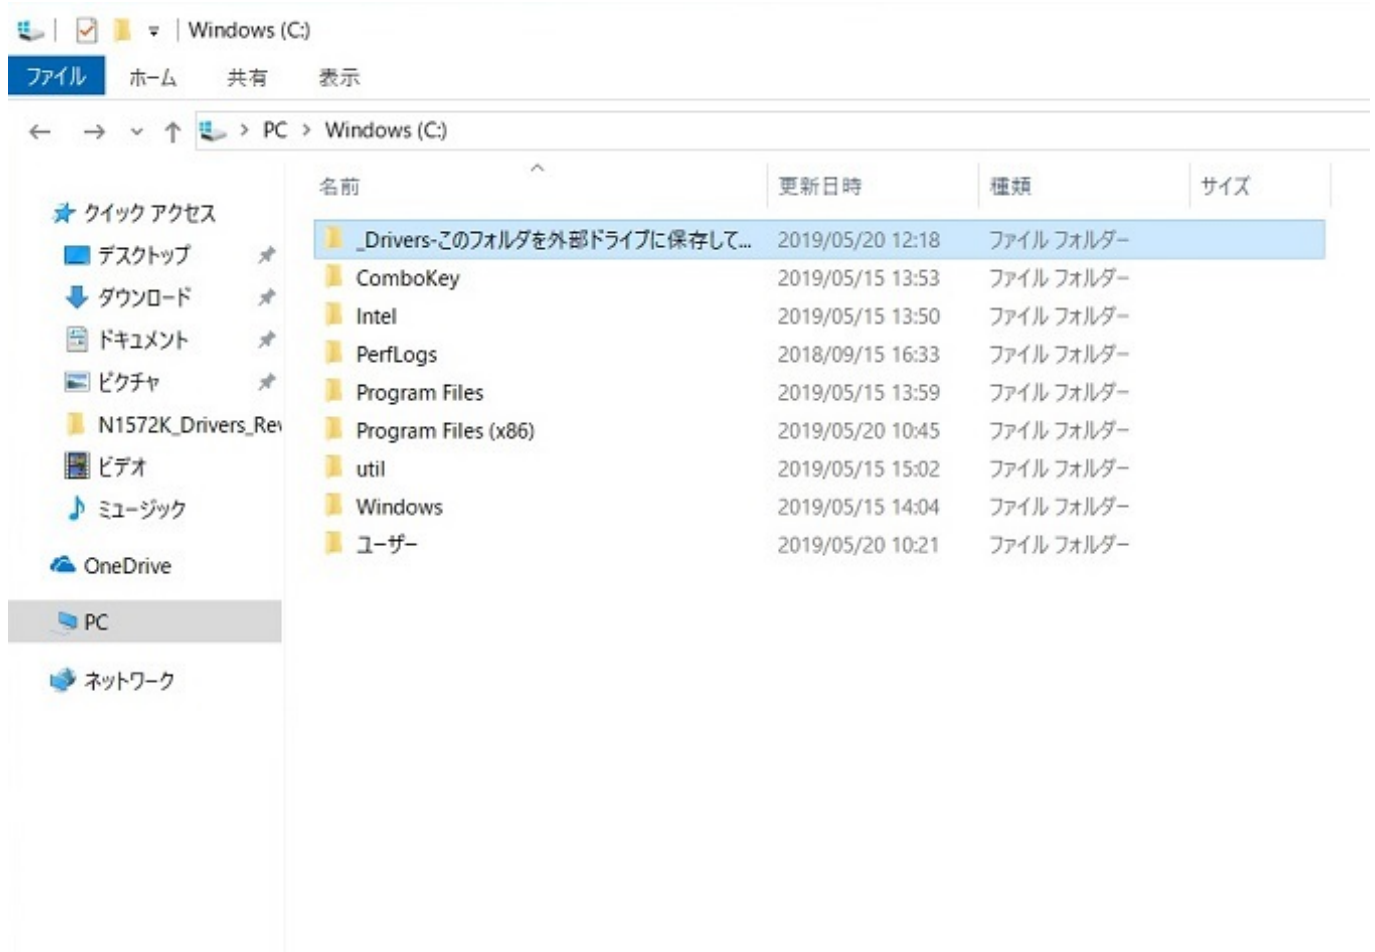 Windows (C:)
ファイル ホーム 共有 表示
PC > Windows (C:)
名前 更新日時 種類 サイズ
クイック アクセス
デスクトップ
ダウンロード
ドキュメント
ピクチャ
N1572K_Drivers_Rev
ビデオ
ミュージック
OneDrive
PC
ネットワーク
_Drivers-このフォルダを外部ドライブに保存して... 2019/05/20 12:18 ファイル フォルダー
ComboKey 2019/05/15 13:53 ファイル フォルダー
Intel 2019/05/15 13:50 ファイル フォルダー
PerfLogs 2018/09/15 16:33 ファイル フォルダー
Program Files 2019/05/15 13:59 ファイル フォルダー
Program Files (x86) 2019/05/20 10:45 ファイル フォルダー
util 2019/05/15 15:02 ファイル フォルダー
Windows 2019/05/15 14:04 ファイル フォルダー
ユーザー 2019/05/20 10:21 ファイル フォルダー